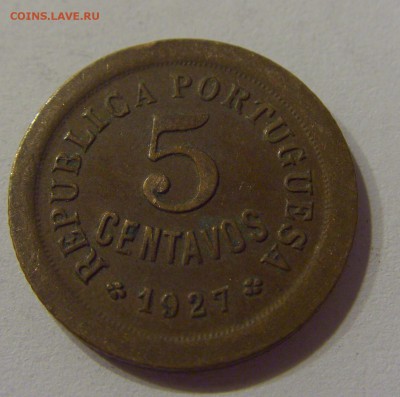 COINS.LAVE.RU
REPUBLICA PORTUGUESA
5
CENTAVOS
1927